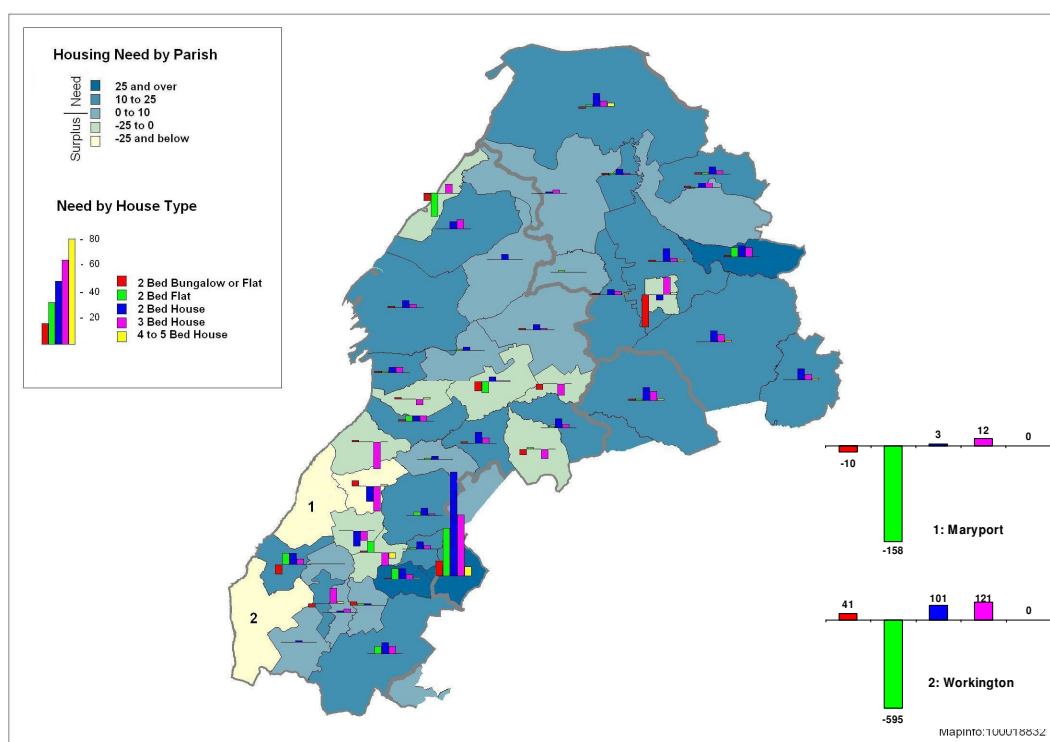 Housing Need by Parish
Surplus | Need
25 and over
10 to 25
0 to 10
-25 to 0
-25 and below
Need by House Type
- 80
- 60
- 40
- 20
2 Bed Bungalow or Flat
2 Bed Flat
2 Bed House
3 Bed House
4 to 5 Bed House
1
2
-10
-158
3
12
0
1: Maryport
41
-595
101
121
0
2: Workington
MapInfo:100018832